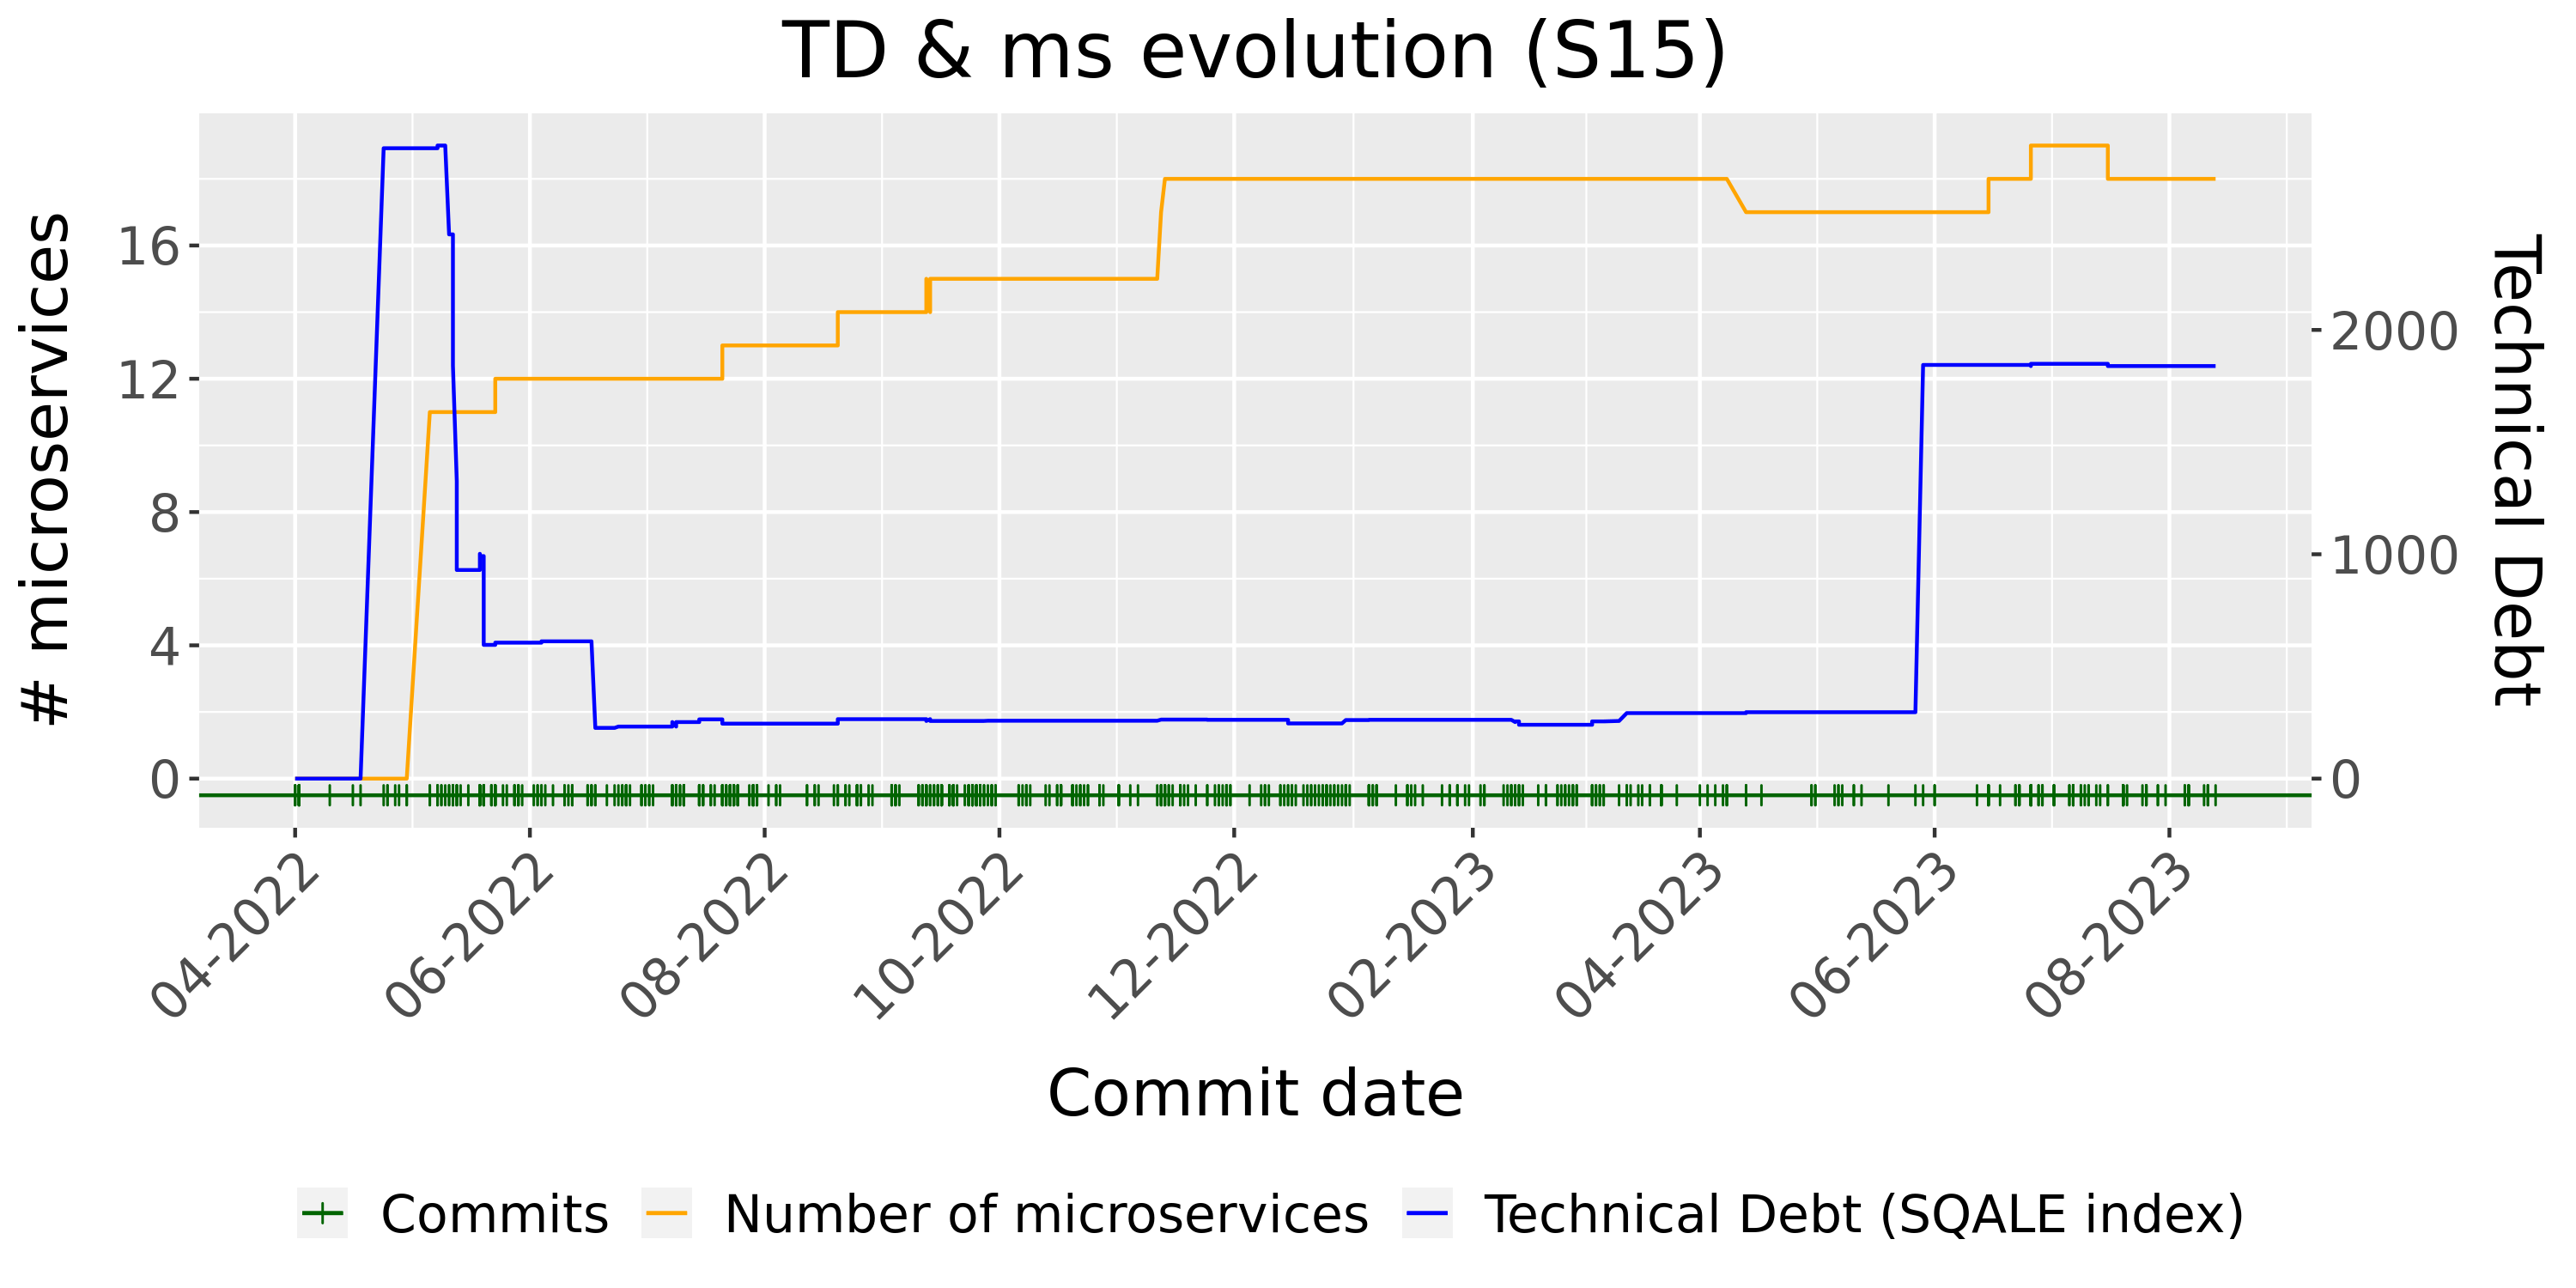 TD & ms evolution (S15)
# microservices
16
12
8
4
0
2000
1000
0
Technical Debt
04-2022
06-2022
08-2022
10-2022
12-2022
02-2023
04-2023
06-2023
08-2023
Commit date
Commits
Number of microservices
Technical Debt (SQALE index)